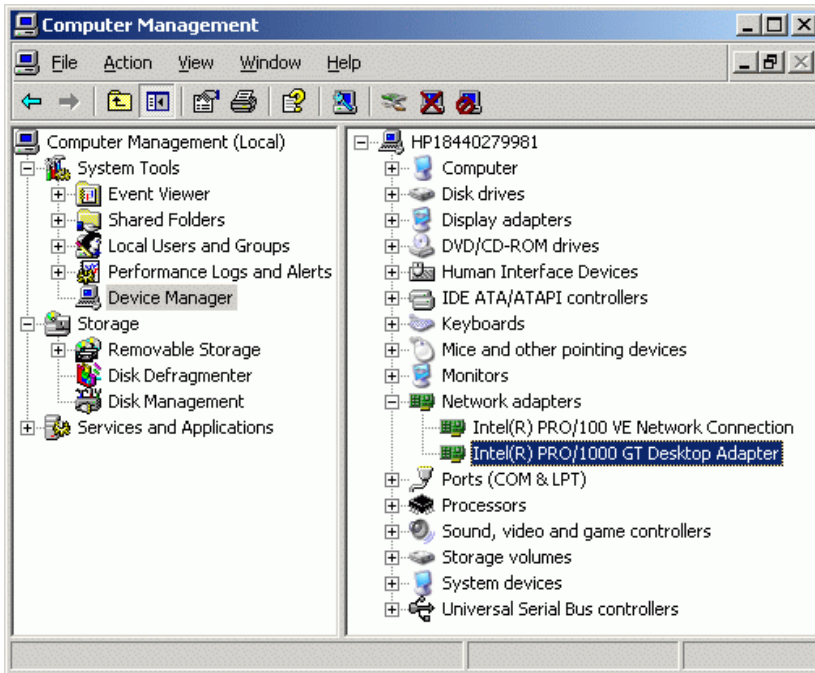 Computer Management
File Action View Window Help
Computer Management (Local)
System Tools
Event Viewer
Shared Folders
Local Users and Groups
Performance Logs and Alerts
Device Manager
Storage
Removable Storage
Disk Defragmenter
Disk Management
Services and Applications
HP18440279981
Computer
Disk drives
Display adapters
DVD/CD-ROM drives
Human Interface Devices
IDE ATA/ATAPI controllers
Keyboards
Mice and other pointing devices
Monitors
Network adapters
Intel(R) PRO/100 VE Network Connection
Intel(R) PRO/1000 GT Desktop Adapter
Ports (COM & LPT)
Processors
Sound, video and game controllers
Storage volumes
System devices
Universal Serial Bus controllers